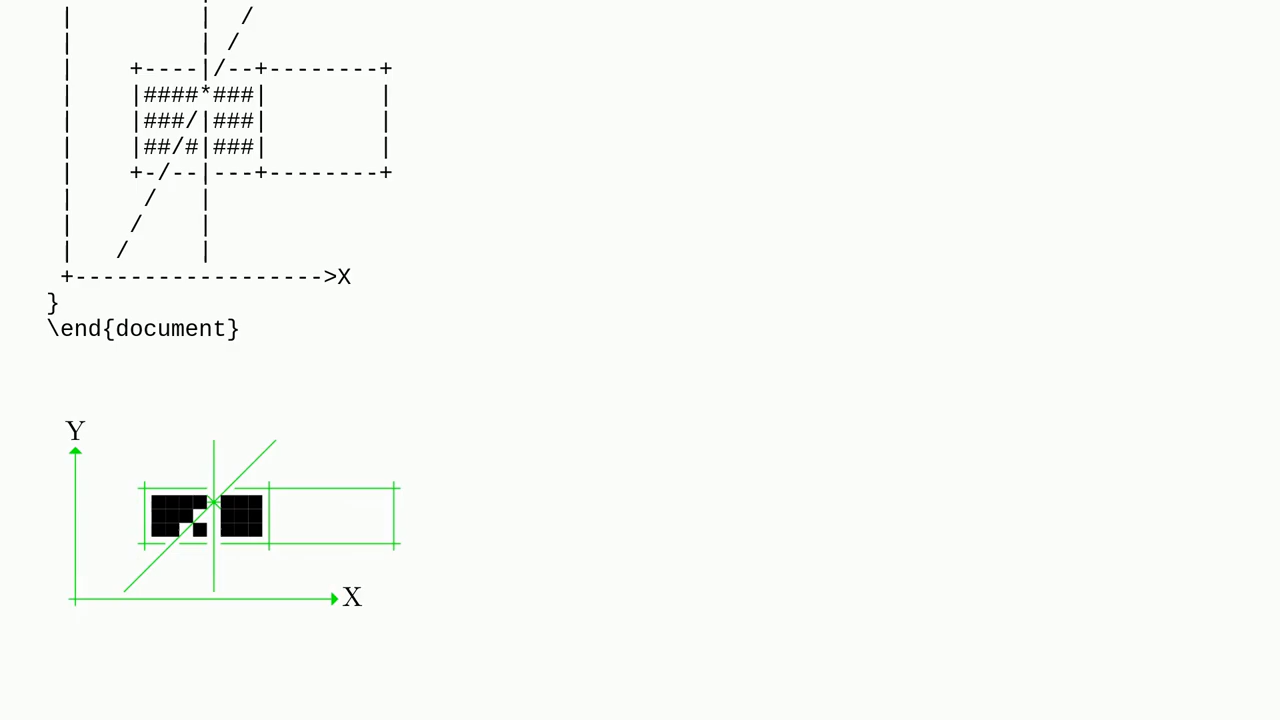 |         |  /
 |         | /
 |    +----|/--+--------+
 |    |####*###|        |
 |    |###/|###|        |
 |    |##/#|###|        |
 |    +-/--|---+--------+
 |     /   |
 |    /    |
 |   /     |
 +------------------>X
}
\end{document}
Y
X